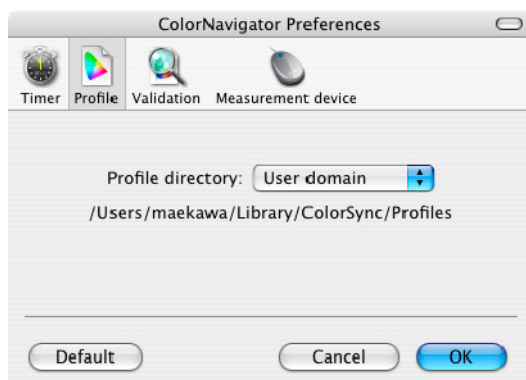 ColorNavigator Preferences
Timer Profile Validation Measurement device
Profile directory: User domain
/Users/maekawa/Library/ColorSync/Profiles
Default Cancel OK